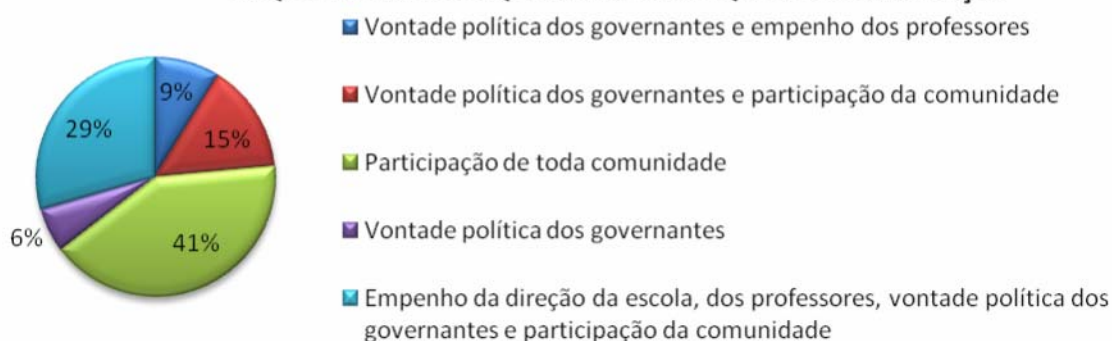 Vontade política dos governantes e empenho dos professores
Vontade política dos governantes e participação da comunidade
Participação de toda comunidade
Vontade política dos governantes
Empenho da direção da escola, dos professores, vontade política dos
governantes e participação da comunidade
9%
15%
41%
6%
29%